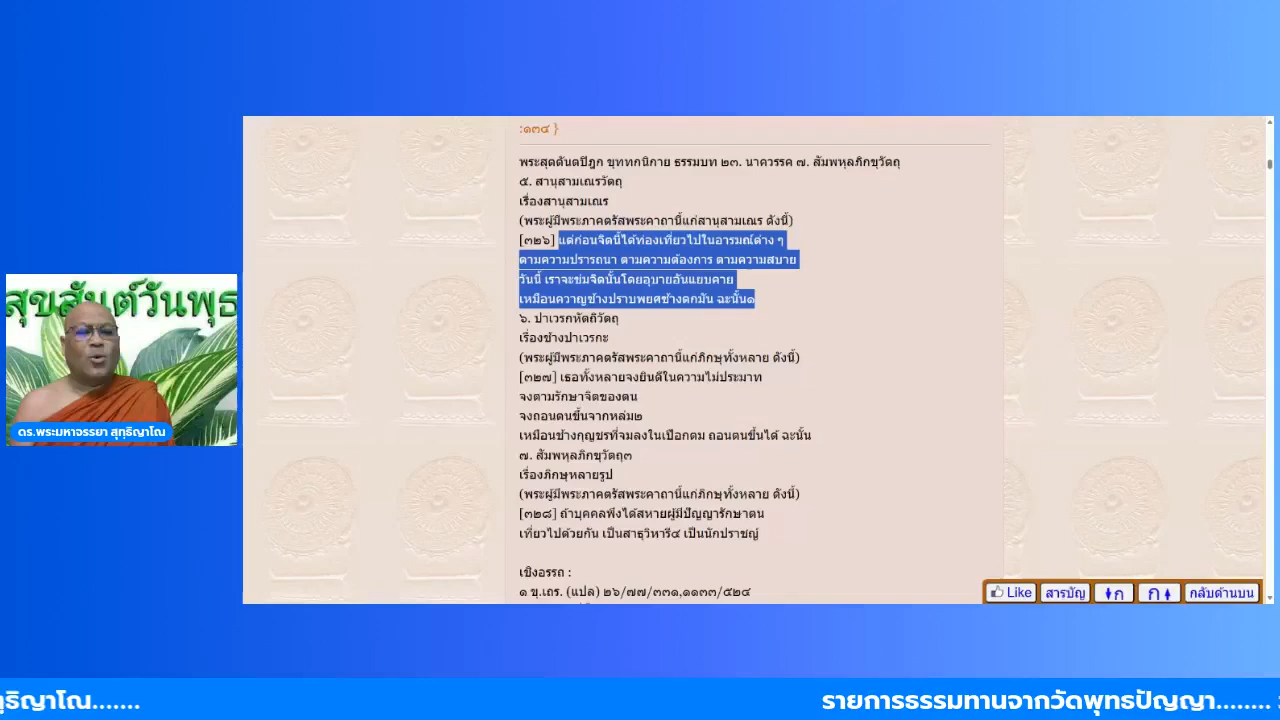 :๑๓๔ }
พระสุตตันตปิฎก ขุททกนิกาย ธรรมบท ๒๓. นาควรรค ๗. สัมพหุลภิกขุวัตถุ
๕. สานุสามเณรวัตถุ
เรื่องสานุสามเณร
(พระผู้มีพระภาคตรัสพระคาถานี้แก่สานุสามเณร ดังนี้)
[๓๒๖] แต่ก่อนจิตนี้ได้ท่องเที่ยวไปในอารมณ์ต่าง ๆ
ตามความปรารถนา ตามความต้องการ ตามความสบาย
วันนี้ เราจะข่มจิตนั้นโดยอุบายอันแยบคาย
เหมือนควาญช้างปราบพยศช้างตกมัน ฉะนั้น๑
๖. ปาเวรกหัตถิวัตถุ
เรื่องช้างปาเวรกะ
(พระผู้มีพระภาคตรัสพระคาถานี้แก่ภิกษุทั้งหลาย ดังนี้)
[๓๒๗] เธอทั้งหลายจงยินดีในความไม่ประมาท
จงตามรักษาจิตของตน
จงถอนตนขึ้นจากหล่ม๒
เหมือนช้างกุญชรที่จมลงในเปือกตม ถอนตนขึ้นได้ ฉะนั้น
๗. สัมพหุลภิกขุวัตถุ๓
เรื่องภิกษุหลายรูป
(พระผู้มีพระภาคตรัสพระคาถานี้แก่ภิกษุทั้งหลาย ดังนี้)
[๓๒๘] ถ้าบุคคลพึงได้สหายผู้มีปัญญารักษาตน
เที่ยวไปด้วยกัน เป็นสาธุวิหารี๔ เป็นนักปราชญ์
เชิงอรรถ :
๑ ขุ.เถร. (แปล) ๒๖/๗๗/๓๓๑,๑๑๓๓/๕๒๔
Like สารบัญ ก ก กลับด้านบน
สุขสันต์วันพุธ
ดร.พระมหาจรรยา สุทฺธิญาโณ
ทฺธิญาโณ....... รายการธรรมทานจากวัดพุทธปัญญา........